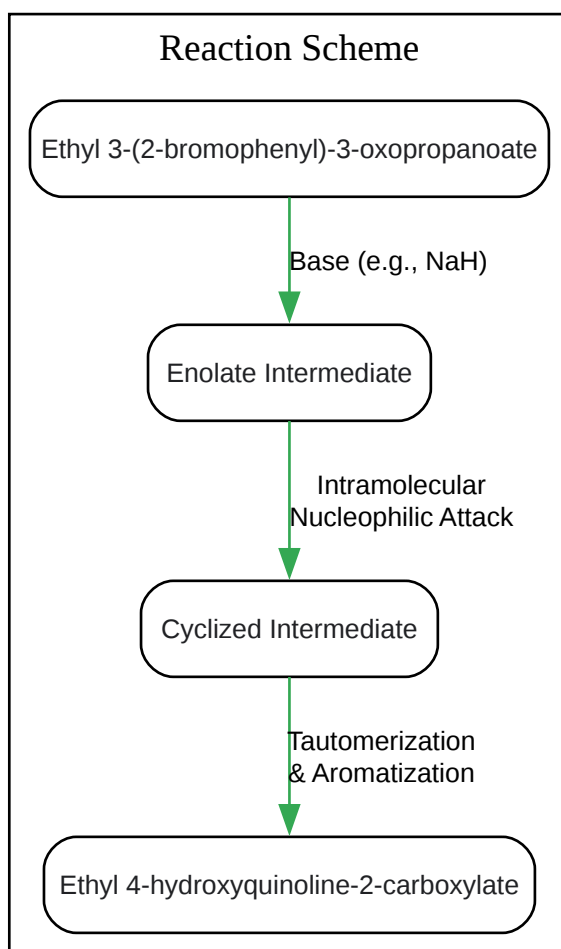 Reaction Scheme
Ethyl 3-(2-bromophenyl)-3-oxopropanoate
Base (e.g., NaH)
Enolate Intermediate
Intramolecular
Nucleophilic Attack
Cyclized Intermediate
Tautomerization
& Aromatization
Ethyl 4-hydroxyquinoline-2-carboxylate